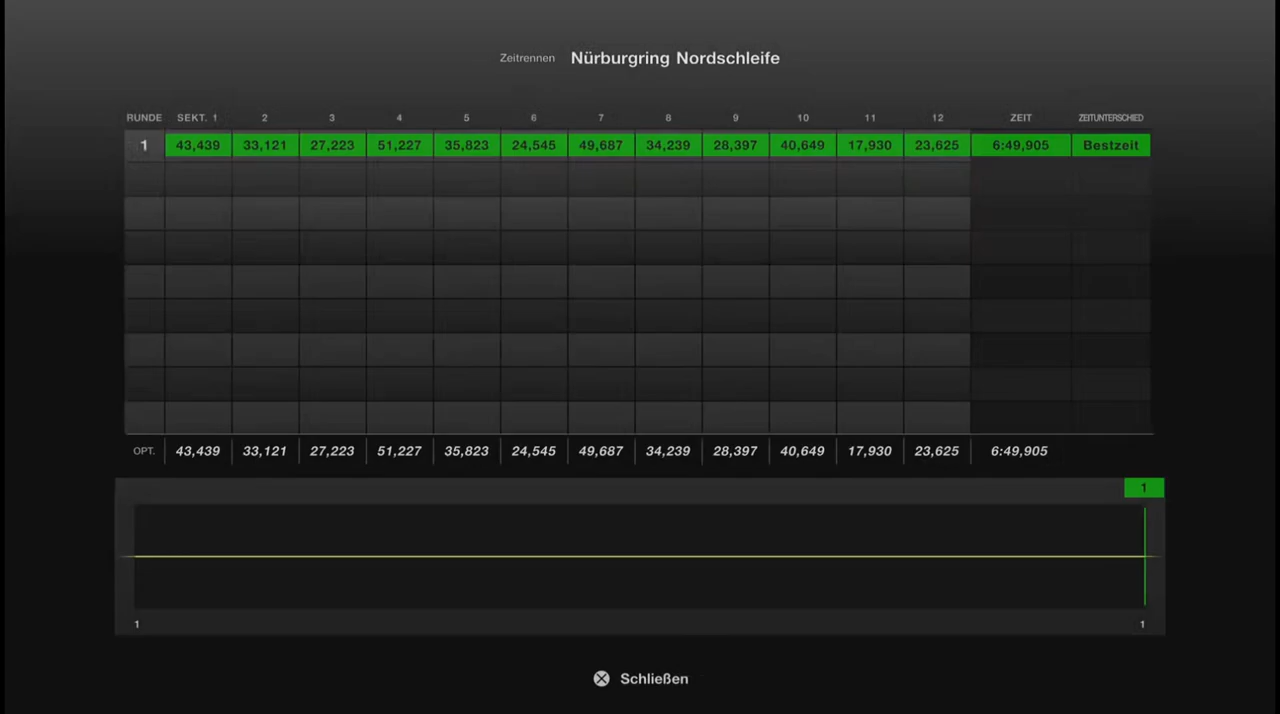 Zeitrennen Nürburgring Nordschleife
RUNDE SEKT. 1 2 3 4 5 6 7 8 9 10 11 12 ZEIT ZEITUNTERSCHIED
1 43,439 33,121 27,223 51,227 35,823 24,545 49,687 34,239 28,397 40,649 17,930 23,625 6:49,905 Bestzeit
OPT. 43,439 33,121 27,223 51,227 35,823 24,545 49,687 34,239 28,397 40,649 17,930 23,625 6:49,905
1
1 1
Schließen